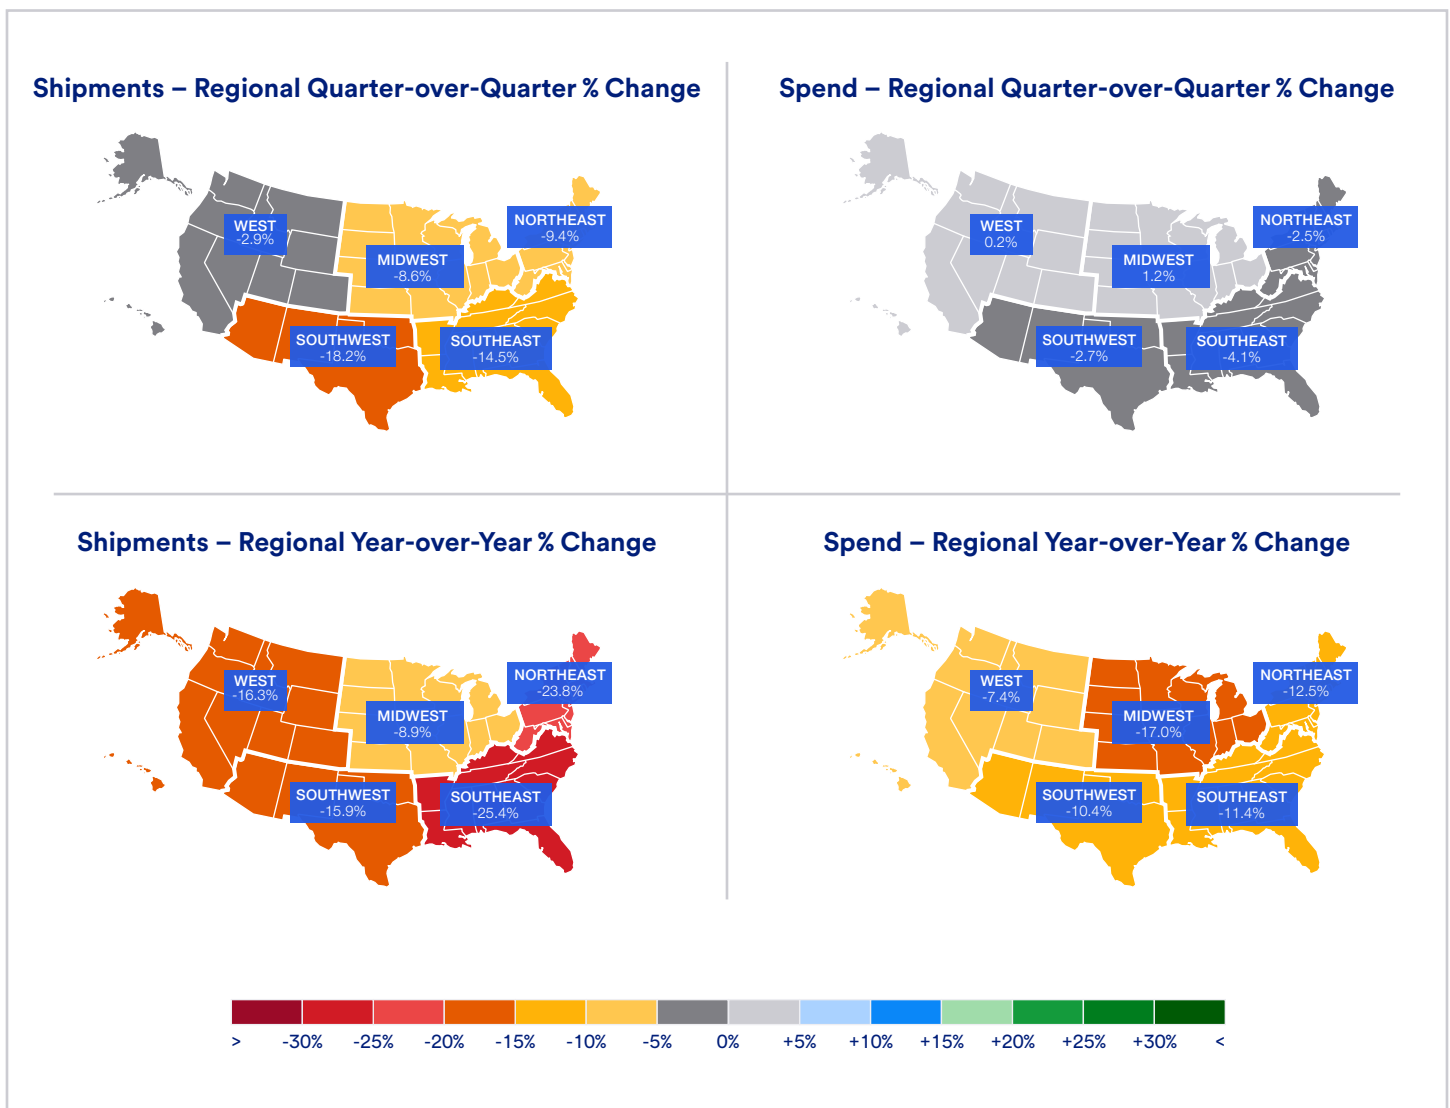 Shipments – Regional Quarter-over-Quarter % Change
WEST
-2.9%
MIDWEST
-8.6%
NORTHEAST
-9.4%
SOUTHWEST
-18.2%
SOUTHEAST
-14.5%
Spend – Regional Quarter-over-Quarter % Change
WEST
0.2%
MIDWEST
1.2%
NORTHEAST
-2.5%
SOUTHWEST
-2.7%
SOUTHEAST
-4.1%
Shipments – Regional Year-over-Year % Change
WEST
-16.3%
MIDWEST
-8.9%
NORTHEAST
-23.8%
SOUTHWEST
-15.9%
SOUTHEAST
-25.4%
Spend – Regional Year-over-Year % Change
WEST
-7.4%
MIDWEST
-17.0%
NORTHEAST
-12.5%
SOUTHWEST
-10.4%
SOUTHEAST
-11.4%
> -30% -25% -20% -15% -10% -5% 0% +5% +10% +15% +20% +25% +30% <